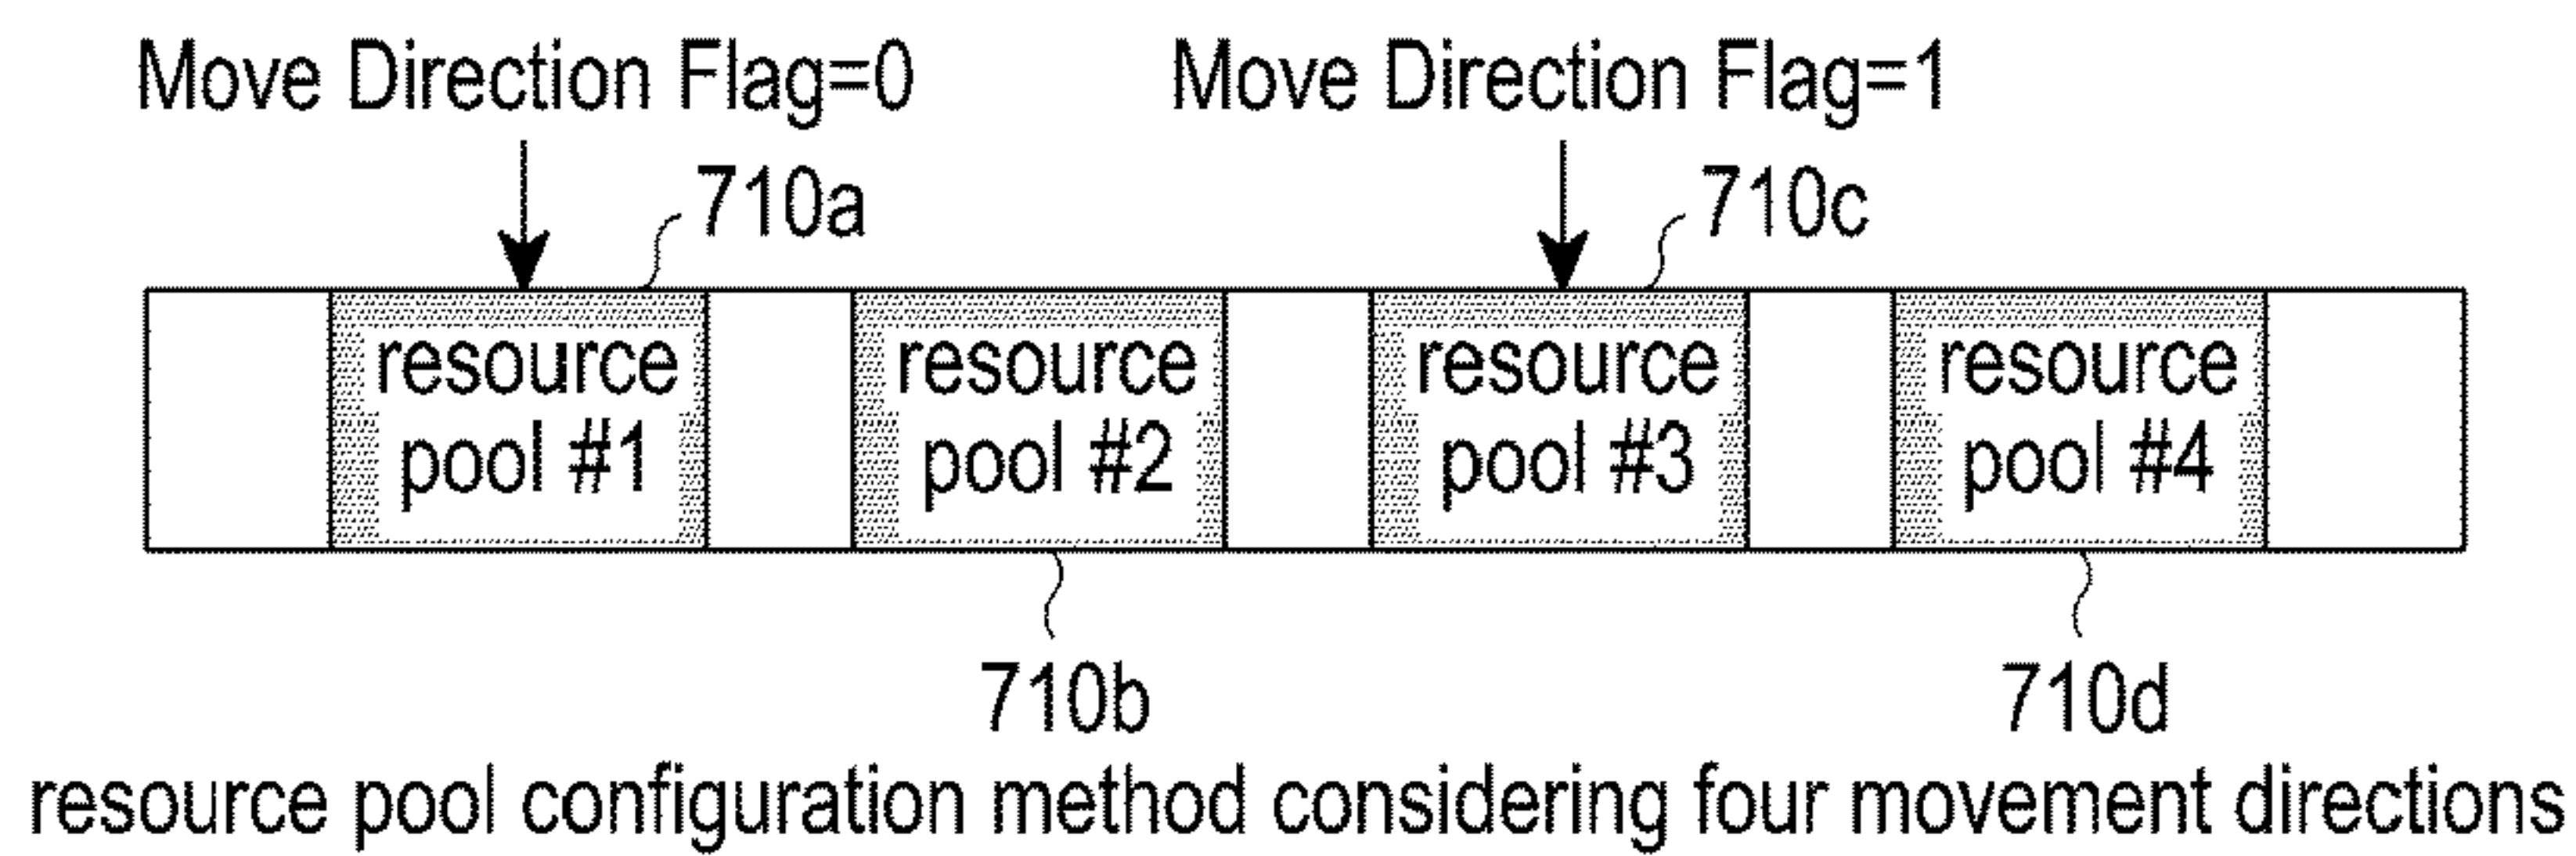 Move Direction Flag=0 Move Direction Flag=1
710a 710c
resource resource resource resource
pool #1 pool #2 pool #3 pool #4
710b 710d
resource pool configuration method considering four movement directions